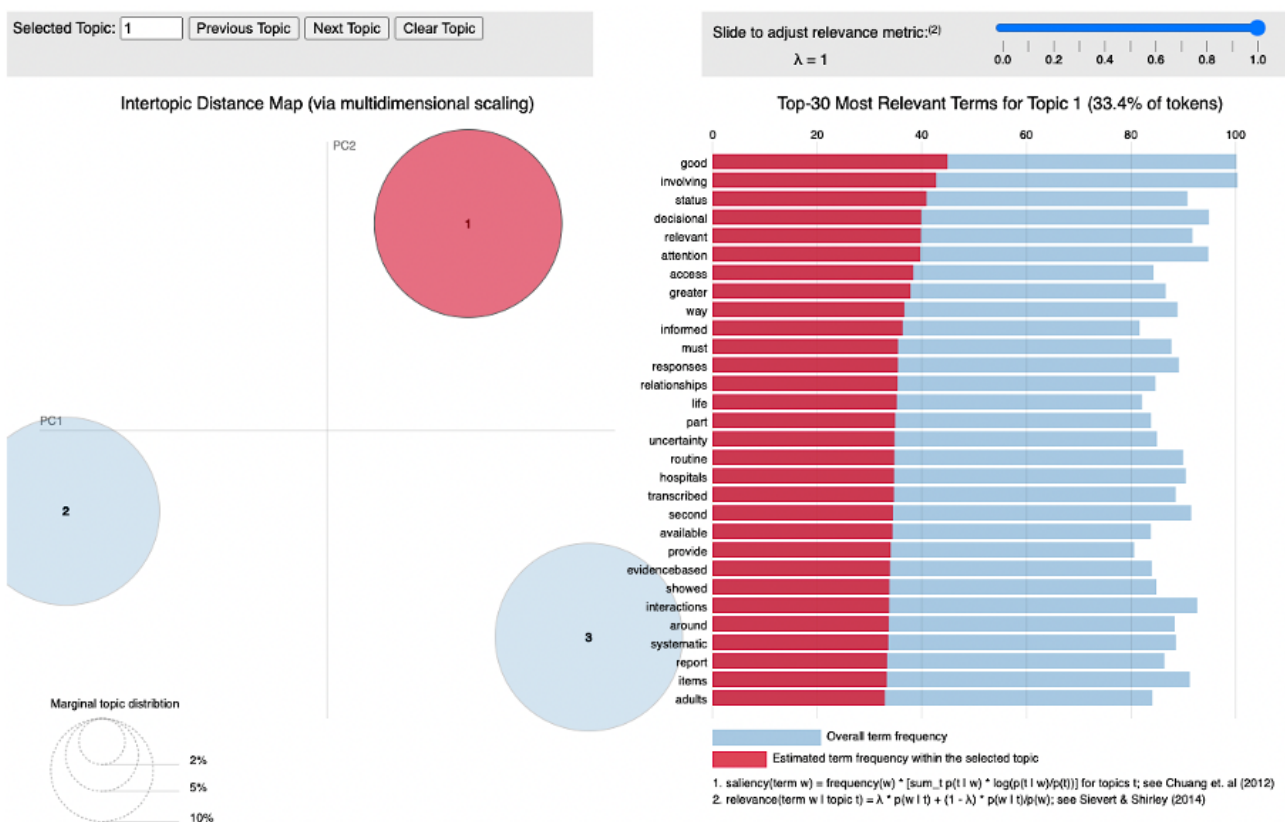 Selected Topic: 1 Previous Topic Next Topic Clear Topic
Slide to adjust relevance metric:(2)
λ = 1
0.0 0.2 0.4 0.6 0.8 1.0
Intertopic Distance Map (via multidimensional scaling)
PC2
1
PC1
2
3
Marginal topic distribtion
2%
5%
10%
Top-30 Most Relevant Terms for Topic 1 (33.4% of tokens)
0 20 40 60 80 100
good
involving
status
decisional
relevant
attention
access
greater
way
informed
must
responses
relationships
life
part
uncertainty
routine
hospitals
transcribed
second
available
provide
evidencebased
showed
interactions
around
systematic
report
items
adults
Overall term frequency
Estimated term frequency within the selected topic
1. saliency(term w) = frequency(w) * [sum_t p(t | w) * log(p(t | w)/p(t))] for topics t; see Chuang et. al (2012)
2. relevance(term w | topic t) = λ * p(w | t) + (1 - λ) * p(w | t)/p(w); see Sievert & Shirley (2014)